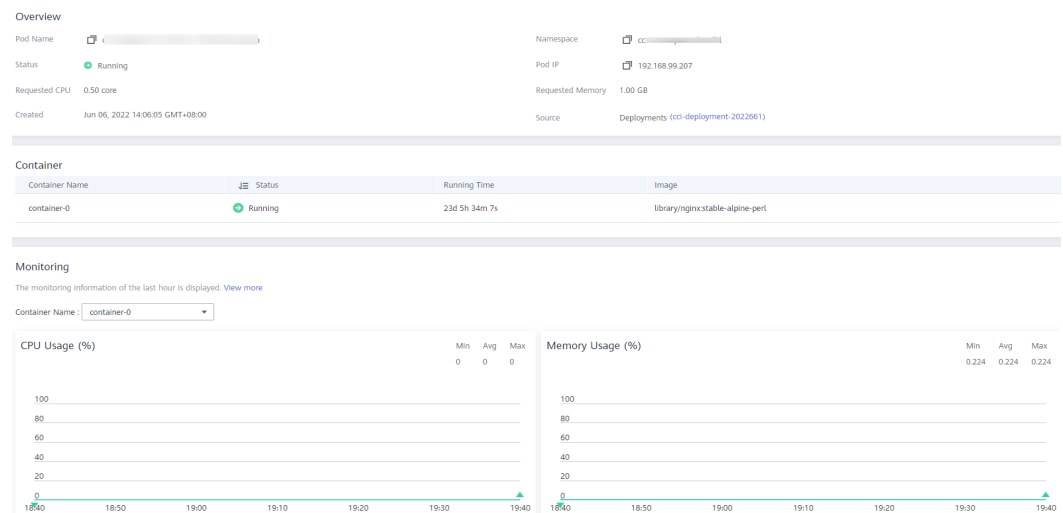 Overview
Pod Name
Namespace
Status Running
Pod IP 192.168.99.207
Requested CPU 0.50 core
Requested Memory 1.00 GB
Created Jun 06, 2022 14:06:05 GMT+08:00
Source Deployments (cci-deployment-2022661)
Container
Container Name Status Running Time Image
container-0 Running 23d 5h 34m 7s library/nginx:stable-alpine-perl
Monitoring
The monitoring information of the last hour is displayed. View more
Container Name : container-0
CPU Usage (%) Min Avg Max
0 0 0
100
80
60
40
20
0
18:40 18:50 19:00 19:10 19:20 19:30 19:40
Memory Usage (%) Min Avg Max
0.224 0.224 0.224
100
80
60
40
20
0
18:40 18:50 19:00 19:10 19:20 19:30 19:40